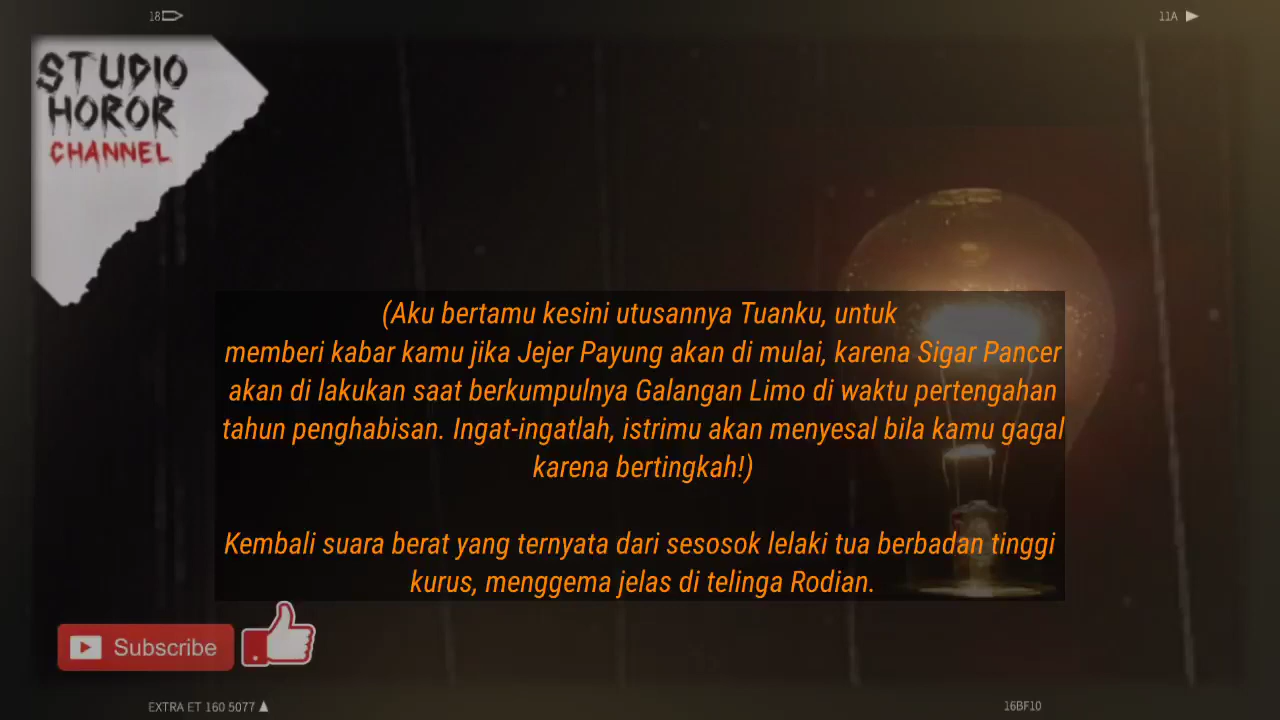 18
11A
STUDIO
HOROR
CHANNEL
(Aku bertamu kesini utusannya Tuanku, untuk
memberi kabar kamu jika Jejer Payung akan di mulai, karena Sigar Pancer
akan di lakukan saat berkumpulnya Galangan Limo di waktu pertengahan
tahun penghabisan. Ingat-ingatlah, istrimu akan menyesal bila kamu gagal
karena bertingkah!)
Kembali suara berat yang ternyata dari sesosok lelaki tua berbadan tinggi
kurus, menggema jelas di telinga Rodian.
Subscribe
EXTRA ET 160 5077
16BF10